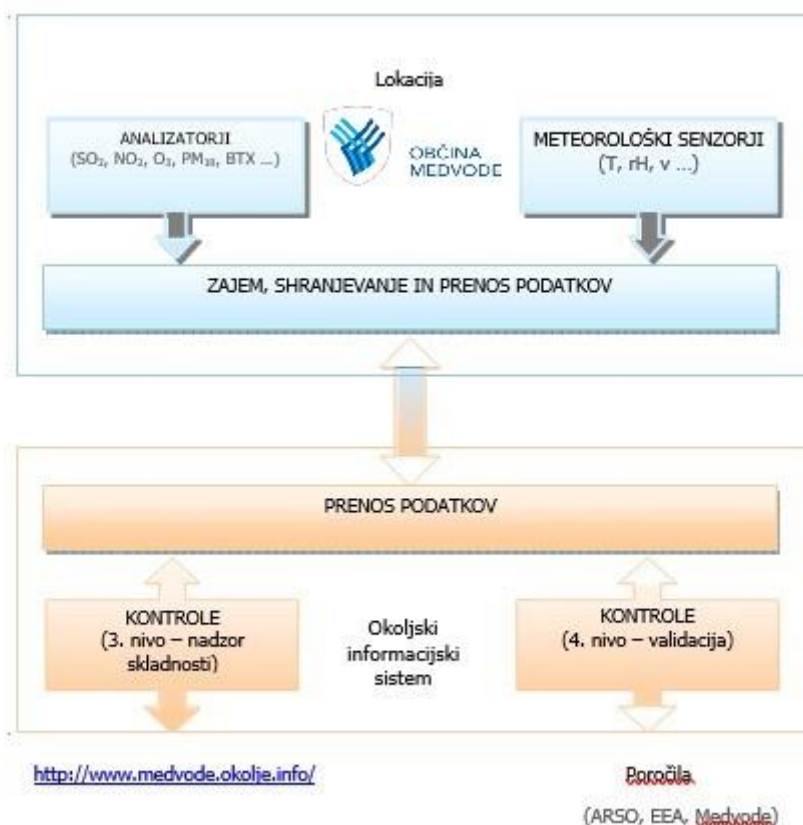 Lokacija
ANALIZATORJI
(SO₂, NO₂, O₃, PM₁₀, BTX ...)
OBČINA
MEDVODE
METEOROLOŠKI SENZORJI
(T, rH, v ...)
ZAJEM, SHRANJEVANJE IN PRENOS PODATKOV
PRENOS PODATKOV
KONTROLE
(3. nivo – nadzor
skladnosti)
Okoljski
informacijski
sistem
KONTROLE
(4. nivo – validacija)
http://www.medvode.okolje.info/
Poročila
(ARSO, EEA, Medvode)